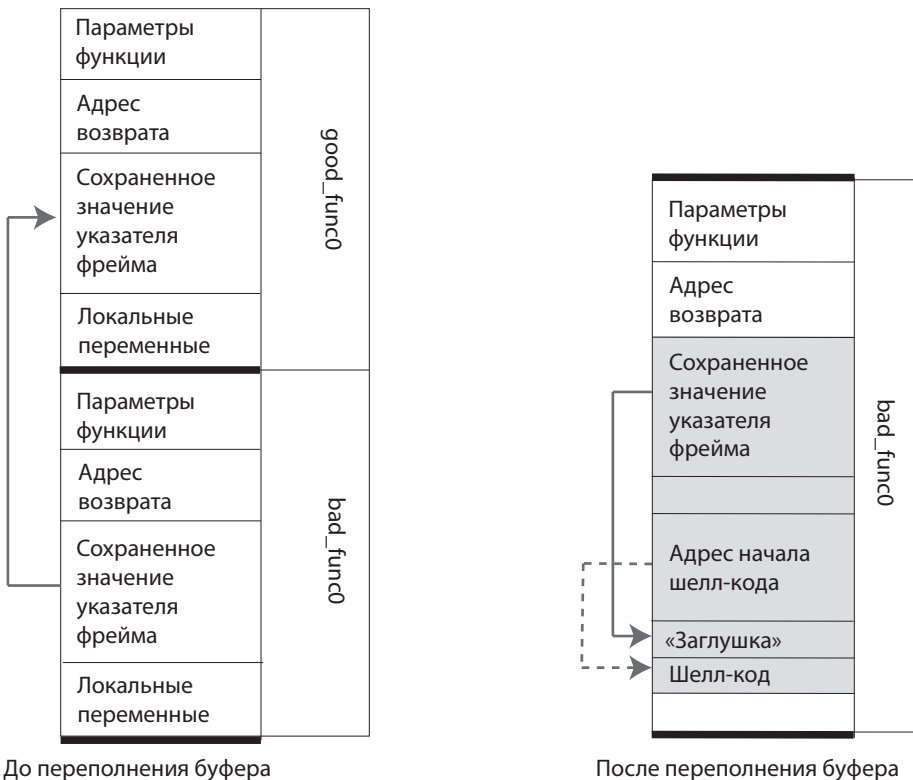 Параметры
функции
Адрес
возврата
Сохраненное
значение
указателя
фрейма
Локальные
переменные
good_func0
Параметры
функции
Адрес
возврата
Сохраненное
значение
указателя
фрейма
Локальные
переменные
bad_func0
До переполнения буфера
Параметры
функции
Адрес
возврата
Сохраненное
значение
указателя
фрейма
Адрес начала
шелл-кода
«Заглушка»
Шелл-код
bad_func0
После переполнения буфера